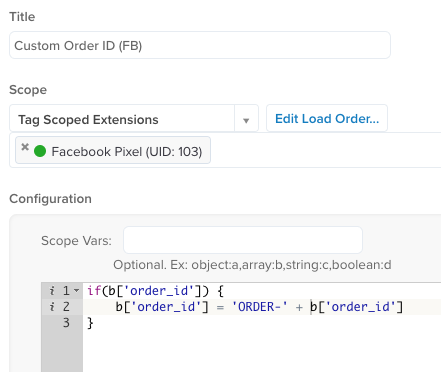 Title
Custom Order ID (FB)
Scope
Tag Scoped Extensions
Edit Load Order...
Facebook Pixel (UID: 103)
Configuration
Scope Vars:
Optional. Ex: object:a,array:b,string:c,boolean:d
i 1 if(b['order_id']) {
i 2 b['order_id'] = 'ORDER-' + b['order_id']
3 }